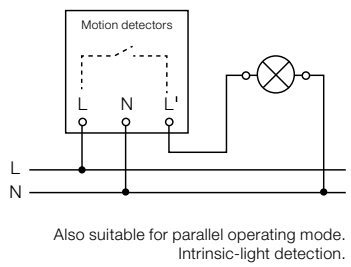 Motion detectors
L N L'
L
N
Also suitable for parallel operating mode.
Intrinsic-light detection.